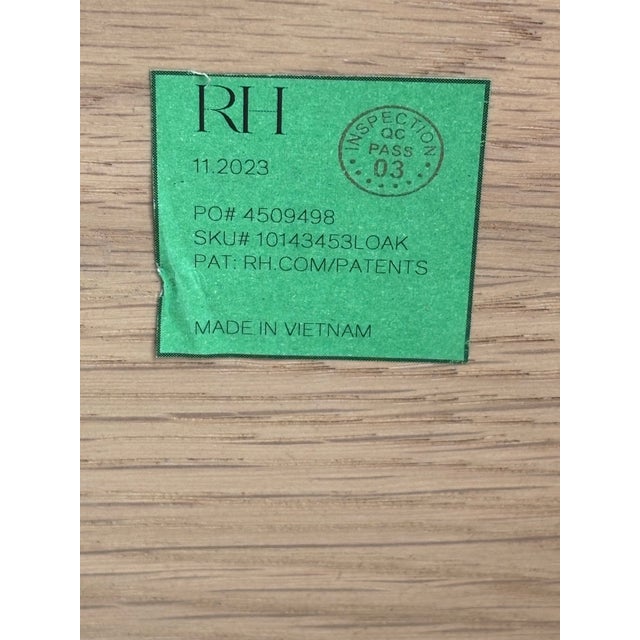 RH
11.2023
INSPECTION
QC
PASS
03
PO# 4509498
SKU# 10143453LOAK
PAT: RH.COM/PATENTS
MADE IN VIETNAM